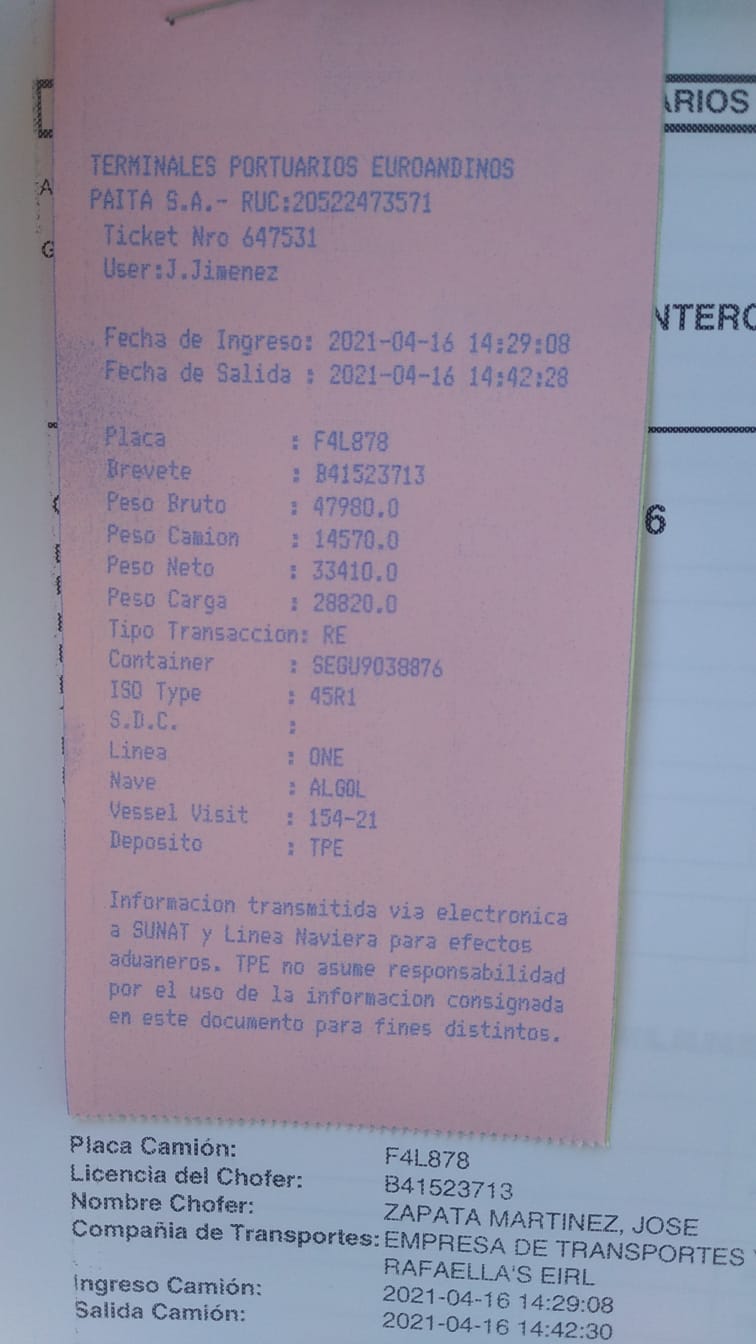 TERMINALES PORTUARIOS EUROANDINOS
PAITA S.A.- RUC:20522473571
Ticket Nro 647531
User:J.Jimenez
Fecha de Ingreso: 2021-04-16 14:29:08
Fecha de Salida : 2021-04-16 14:42:28
Placa : F4L878
Brevete : B41523713
Peso Bruto : 47980.0
Peso Camion : 14570.0
Peso Neto : 33410.0
Peso Carga : 28820.0
Tipo Transaccion: RE
Container : SEGU9038876
ISO Type : 45R1
S.D.C. :
Linea : ONE
Nave : ALGOL
Vessel Visit : 154-21
Deposito : TPE
Informacion transmitida via electronica
a SUNAT y Linea Naviera para efectos
aduaneros. TPE no asume responsabilidad
por el uso de la informacion consignada
en este documento para fines distintos.
ARIOS
NTERO
6
Placa Camión: F4L878
Licencia del Chofer: B41523713
Nombre Chofer: ZAPATA MARTINEZ, JOSE
Compañia de Transportes: EMPRESA DE TRANSPORTES
RAFAELLA'S EIRL
Ingreso Camión: 2021-04-16 14:29:08
Salida Camión: 2021-04-16 14:42:30